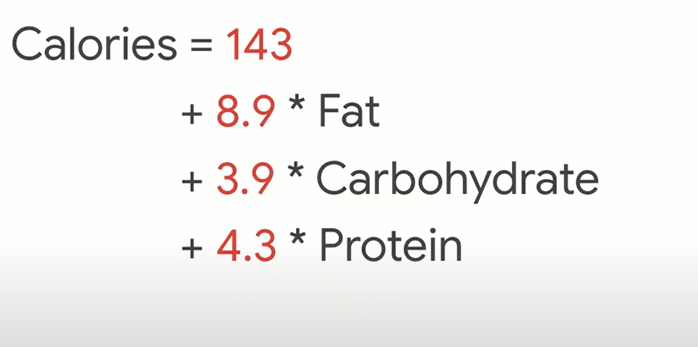 Calories = 143
+ 8.9 * Fat
+ 3.9 * Carbohydrate
+ 4.3 * Protein